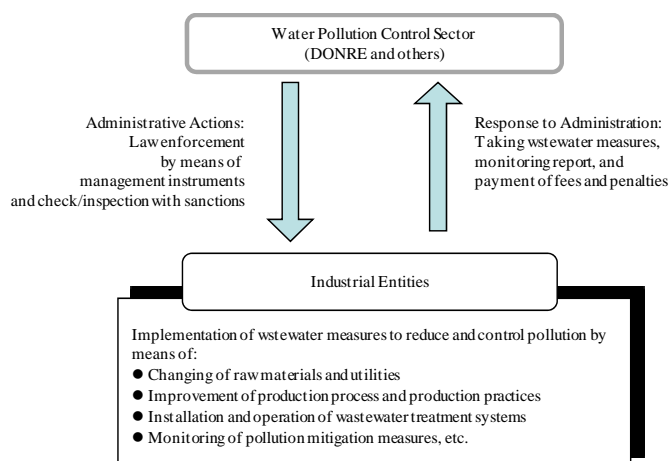 Water Pollution Control Sector
(DONRE and others)
Administrative Actions:
Law enforcement
by means of
management instruments
and check/inspection with sanctions
Response to Administration:
Taking wstewater measures,
monitoring report, and
payment of fees and penalties
Industrial Entities
Implementation of wstewater measures to reduce and control pollution by
means of:
● Changing of raw materials and utilities
● Improvement of production process and production practices
● Installation and operation of wastewater treatment systems
● Monitoring of pollution mitigation measures, etc.